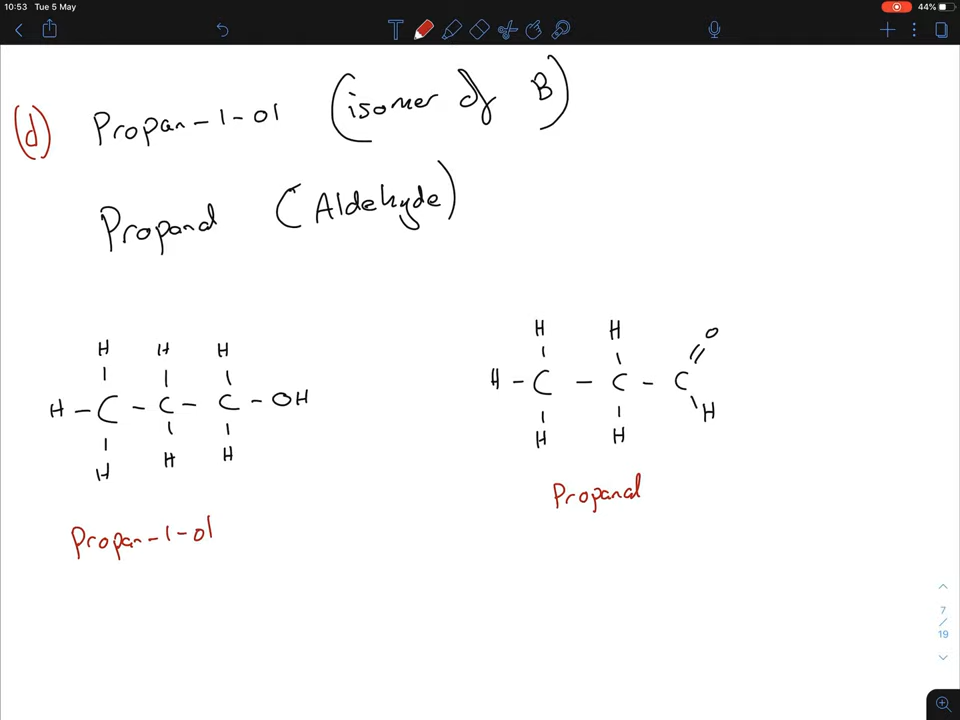 10:53 Tue 5 May 44%
(d) Propan-1-ol (isomer of B)
Propanal (Aldehyde)
H H H
H - C - C - C - OH
H H H
Propan-1-ol
H H O
H - C - C - C
H H H
Propanal
7
/
19